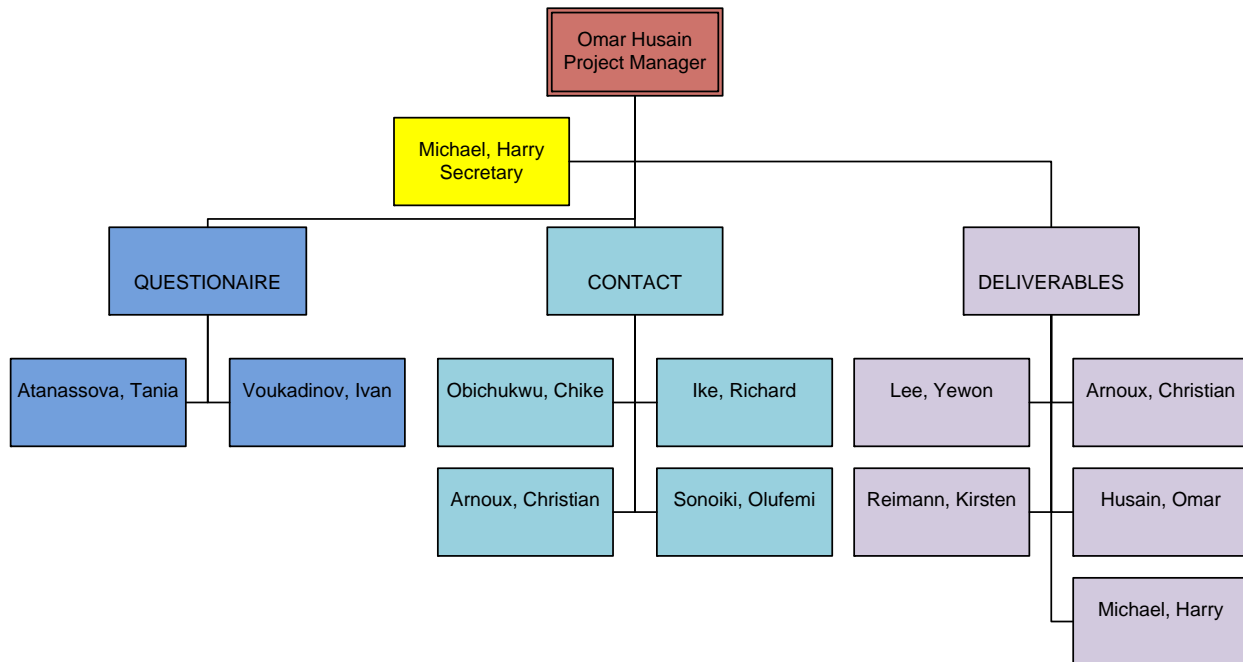 Omar Husain
Project Manager
Michael, Harry
Secretary
QUESTIONAIRE
CONTACT
DELIVERABLES
Atanassova, Tania
Voukadinov, Ivan
Obichukwu, Chike
Ike, Richard
Lee, Yewon
Arnoux, Christian
Arnoux, Christian
Sonoiki, Olufemi
Reimann, Kirsten
Husain, Omar
Michael, Harry